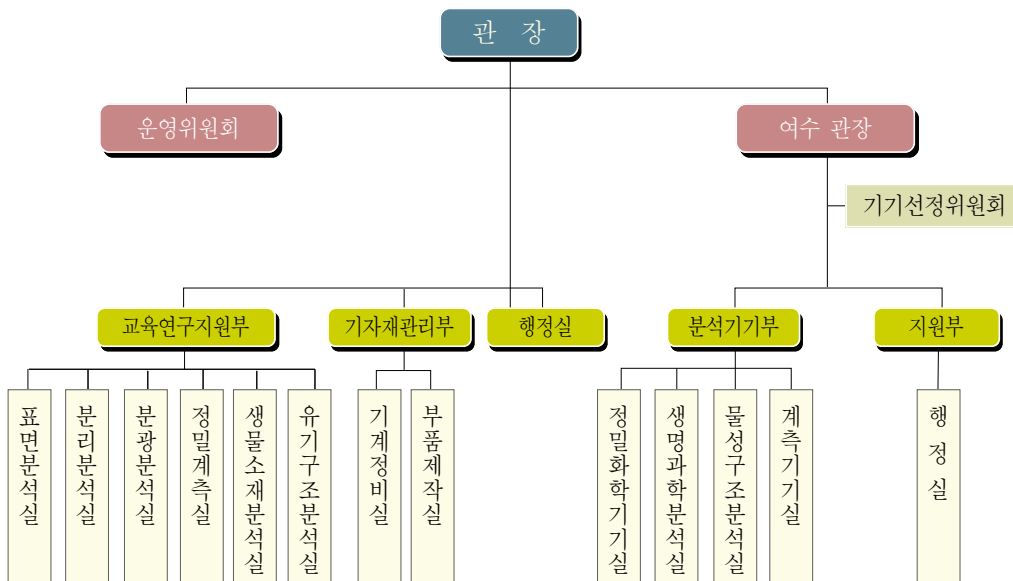 관 장
운영위원회
여수 관장
기기선정위원회
교육연구지원부
기자재관리부
행정실
분석기기부
지원부
표면분석실
분리분석실
분광분석실
정밀계측실
생물소재분석실
유기구조분석실
기계정비실
부품제작실
정밀화학기기실
생명과학분석실
물성구조분석실
계측기기실
행정실